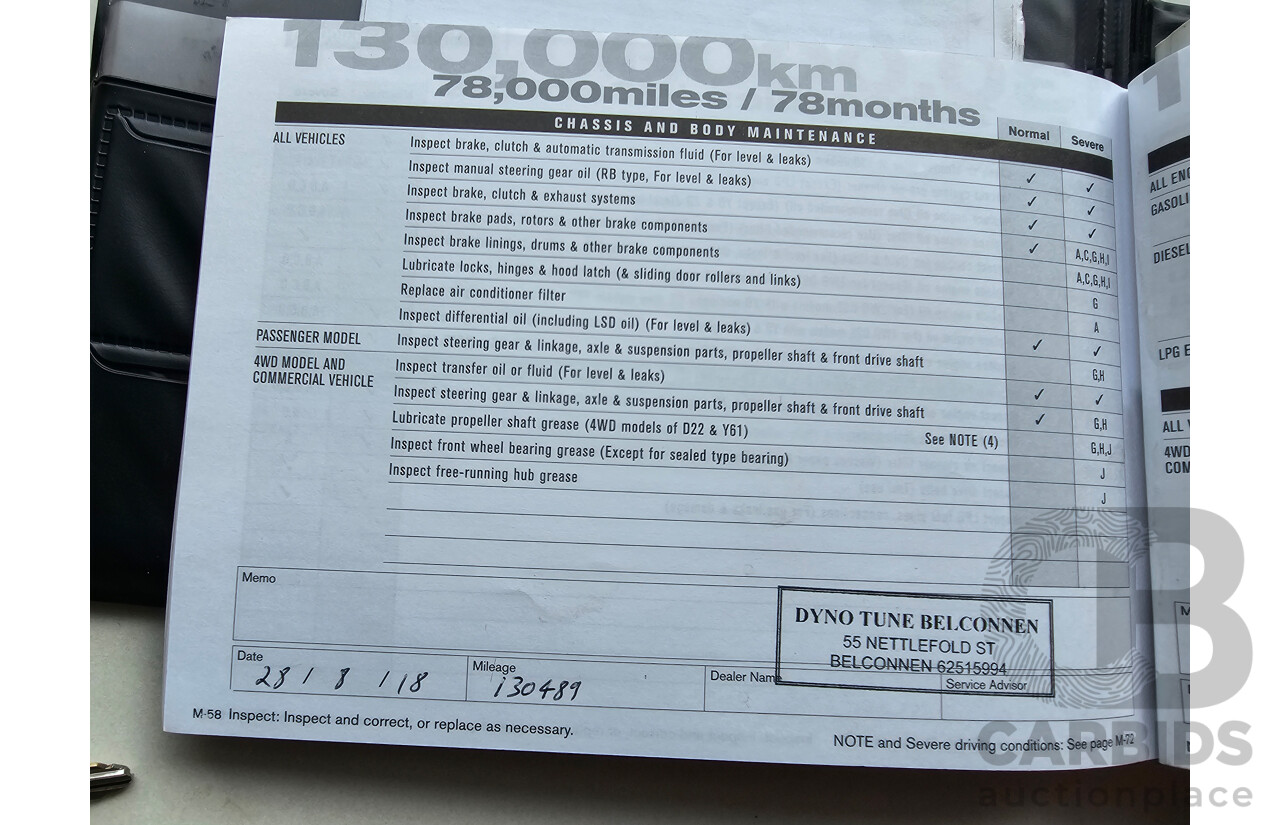 130,000km
78,000miles / 78months
CHASSIS AND BODY MAINTENANCE Normal Severe
ALL VEHICLES Inspect brake, clutch & automatic transmission fluid (For level & leaks) ✓ ✓
Inspect manual steering gear oil (RB type, For level & leaks) ✓ ✓
Inspect brake, clutch & exhaust systems ✓ ✓
Inspect brake pads, rotors & other brake components ✓ A,C,G,H,I
Inspect brake linings, drums & other brake components A,C,G,H,I
Lubricate locks, hinges & hood latch (& sliding door rollers and links) G
Replace air conditioner filter A
Inspect differential oil (including LSD oil) (For level & leaks) ✓ ✓
PASSENGER MODEL Inspect steering gear & linkage, axle & suspension parts, propeller shaft & front drive shaft G,H
4WD MODEL AND Inspect transfer oil or fluid (For level & leaks) ✓ ✓
COMMERCIAL VEHICLE Inspect steering gear & linkage, axle & suspension parts, propeller shaft & front drive shaft ✓ G,H
Lubricate propeller shaft grease (4WD models of D22 & Y61) See NOTE (4) G,H,J
Inspect front wheel bearing grease (Except for sealed type bearing) J
Inspect free-running hub grease J
Memo
DYNO TUNE BELCONNEN
55 NETTLEFOLD ST
BELCONNEN 62515994
Date 28 / 8 / 18
Mileage 130489
Dealer Name
Service Advisor
M-58 Inspect: Inspect and correct, or replace as necessary.
NOTE and Severe driving conditions: See page M-72
ALL ENG
GASOLI
DIESEL
LPG E
ALL V
4WD
COM
CARBIDS
auctionplace